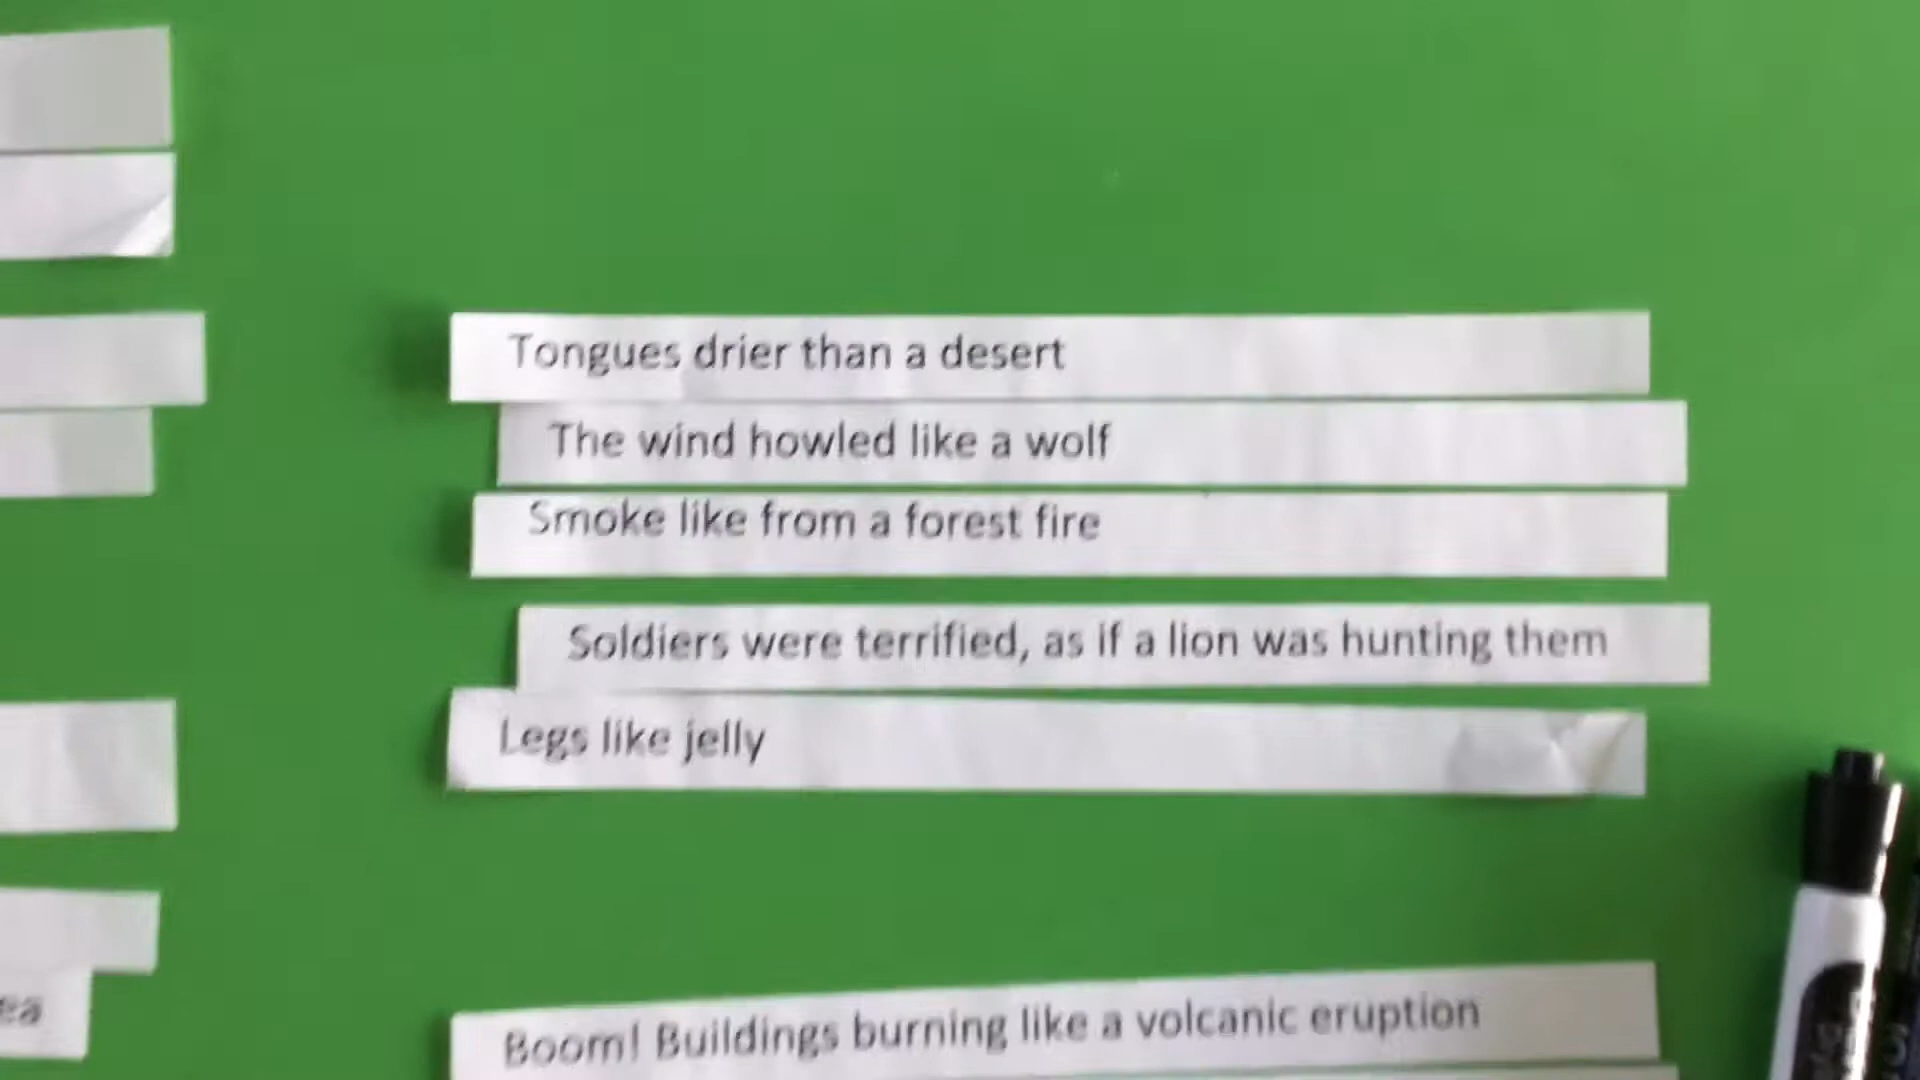 Tongues drier than a desert
The wind howled like a wolf
Smoke like from a forest fire
Soldiers were terrified, as if a lion was hunting them
Legs like jelly
Boom! Buildings burning like a volcanic eruption